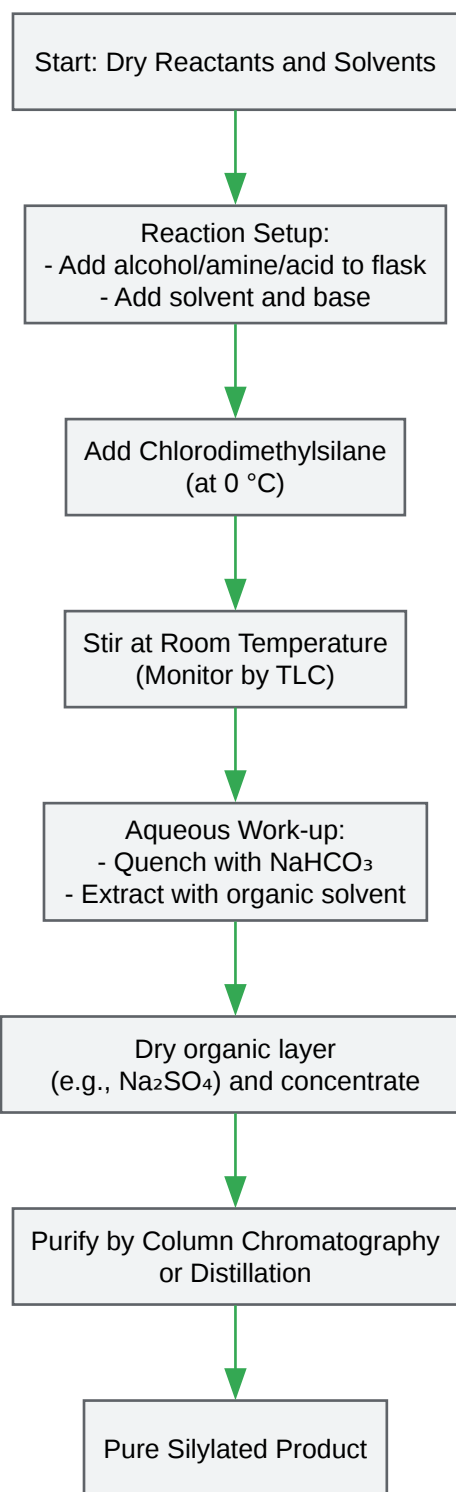 Start: Dry Reactants and Solvents
Reaction Setup:
- Add alcohol/amine/acid to flask
- Add solvent and base
Add Chlorodimethylsilane
(at 0 °C)
Stir at Room Temperature
(Monitor by TLC)
Aqueous Work-up:
- Quench with NaHCO₃
- Extract with organic solvent
Dry organic layer
(e.g., Na₂SO₄) and concentrate
Purify by Column Chromatography
or Distillation
Pure Silylated Product